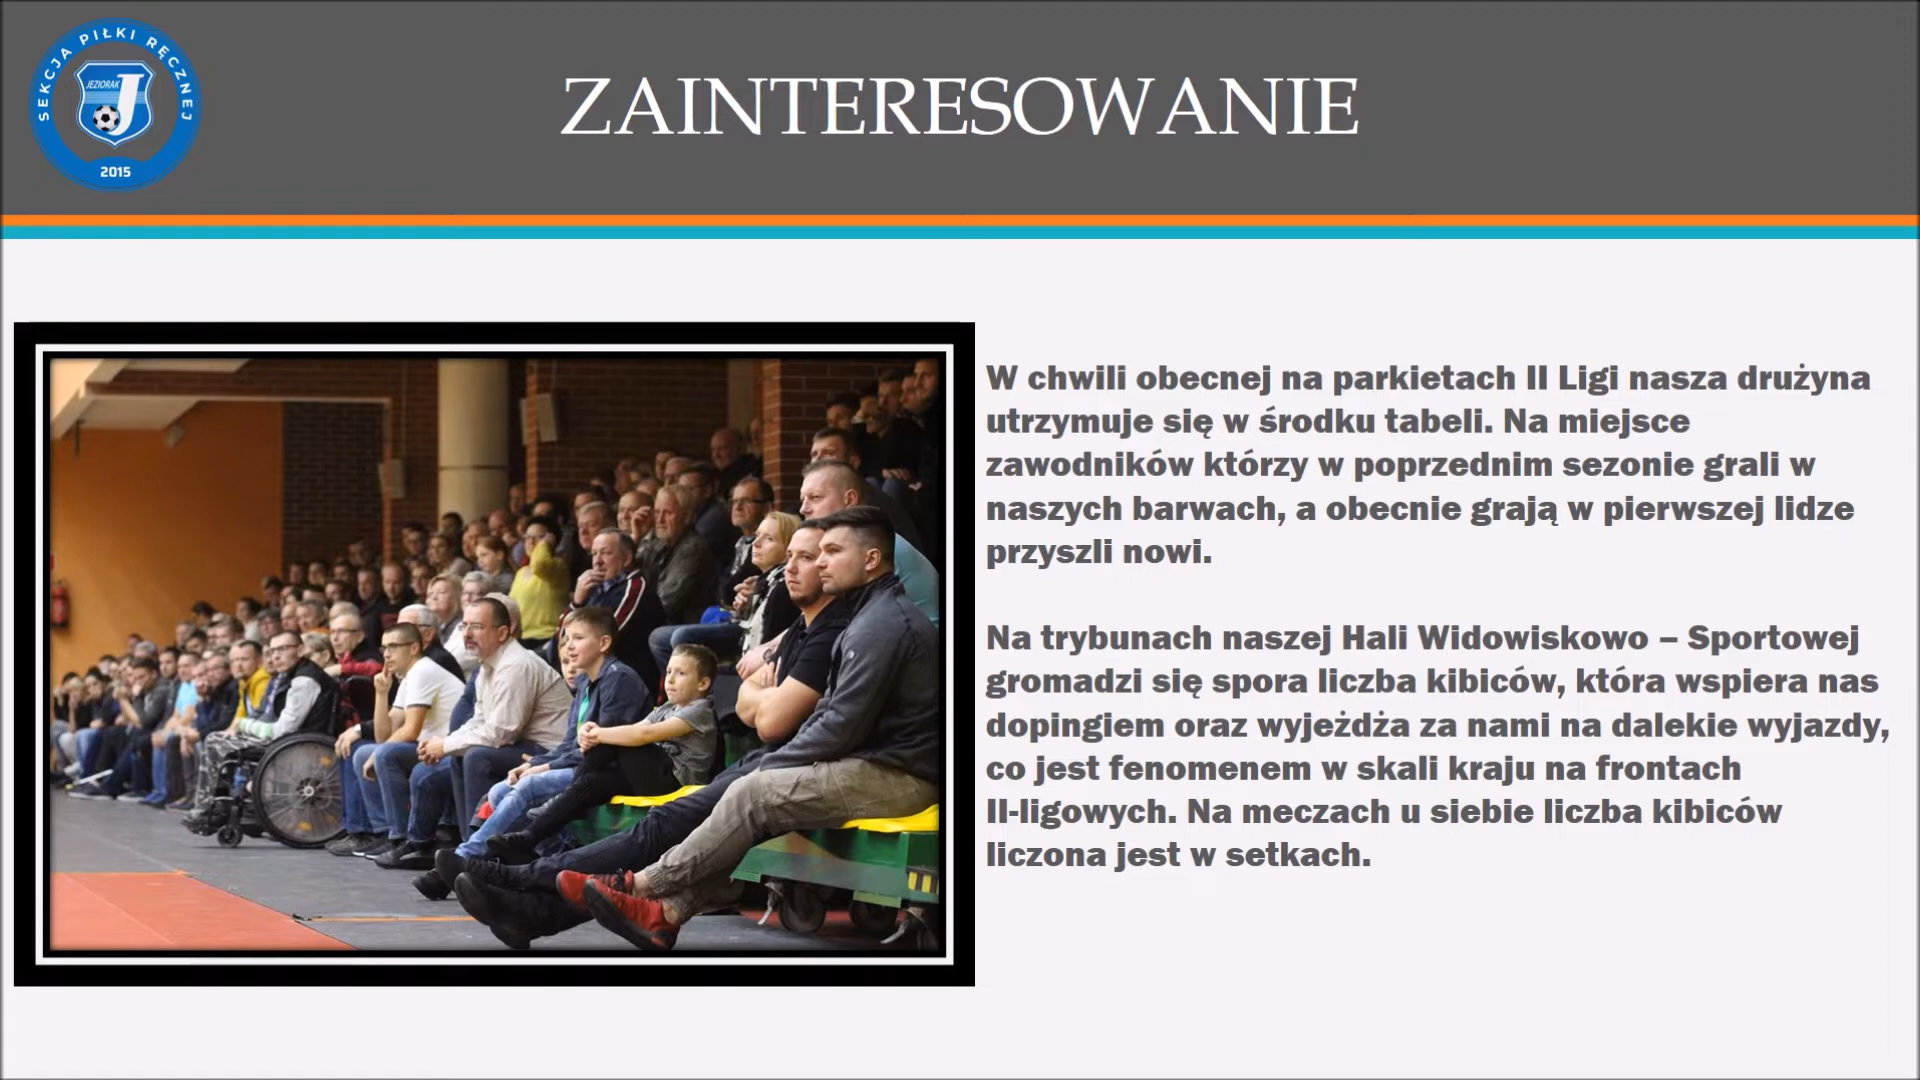 SEKCJA PIŁKI RĘCZNEJ
JEZIORAK
J
2015
ZAINTERESOWANIE
W chwili obecnej na parkietach II Ligi nasza drużyna
utrzymuje się w środku tabeli. Na miejsce
zawodników którzy w poprzednim sezonie grali w
naszych barwach, a obecnie grają w pierwszej lidze
przyszli nowi.
Na trybunach naszej Hali Widowiskowo – Sportowej
gromadzi się spora liczba kibiców, która wspiera nas
dopingiem oraz wyjeżdża za nami na dalekie wyjazdy,
co jest fenomenem w skali kraju na frontach
II-ligowych. Na meczach u siebie liczba kibiców
liczona jest w setkach.